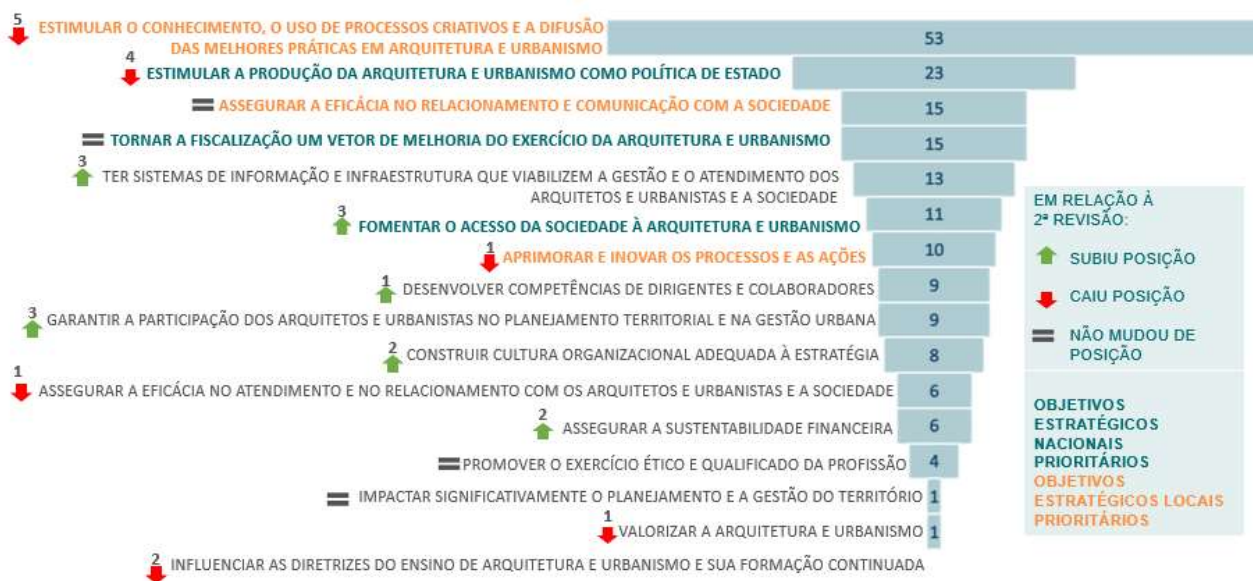 5
ESTIMULAR O CONHECIMENTO, O USO DE PROCESSOS CRIATIVOS E A DIFUSÃO
DAS MELHORES PRÁTICAS EM ARQUITETURA E URBANISMO
53
4
ESTIMULAR A PRODUÇÃO DA ARQUITETURA E URBANISMO COMO POLÍTICA DE ESTADO
23
ASSEGURAR A EFICÁCIA NO RELACIONAMENTO E COMUNICAÇÃO COM A SOCIEDADE
15
TORNAR A FISCALIZAÇÃO UM VETOR DE MELHORIA DO EXERCÍCIO DA ARQUITETURA E URBANISMO
15
3
TER SISTEMAS DE INFORMAÇÃO E INFRAESTRUTURA QUE VIABILIZEM A GESTÃO E O ATENDIMENTO DOS
ARQUITETOS E URBANISTAS E A SOCIEDADE
13
3
FOMENTAR O ACESSO DA SOCIEDADE À ARQUITETURA E URBANISMO
11
1
APRIMORAR E INOVAR OS PROCESSOS E AS AÇÕES
10
1
DESENVOLVER COMPETÊNCIAS DE DIRIGENTES E COLABORADORES
9
3
GARANTIR A PARTICIPAÇÃO DOS ARQUITETOS E URBANISTAS NO PLANEJAMENTO TERRITORIAL E NA GESTÃO URBANA
9
2
CONSTRUIR CULTURA ORGANIZACIONAL ADEQUADA À ESTRATÉGIA
8
1
ASSEGURAR A EFICÁCIA NO ATENDIMENTO E NO RELACIONAMENTO COM OS ARQUITETOS E URBANISTAS E A SOCIEDADE
6
2
ASSEGURAR A SUSTENTABILIDADE FINANCEIRA
6
PROMOVER O EXERCÍCIO ÉTICO E QUALIFICADO DA PROFISSÃO
4
IMPACTAR SIGNIFICATIVAMENTE O PLANEJAMENTO E A GESTÃO DO TERRITÓRIO
1
1
VALORIZAR A ARQUITETURA E URBANISMO
1
2
INFLUENCIAR AS DIRETRIZES DO ENSINO DE ARQUITETURA E URBANISMO E SUA FORMAÇÃO CONTINUADA
EM RELAÇÃO À
2ª REVISÃO:
SUBIU POSIÇÃO
CAIU POSIÇÃO
NÃO MUDOU DE
POSIÇÃO
OBJETIVOS
ESTRATÉGICOS
NACIONAIS
PRIORITÁRIOS
OBJETIVOS
ESTRATÉGICOS LOCAIS
PRIORITÁRIOS